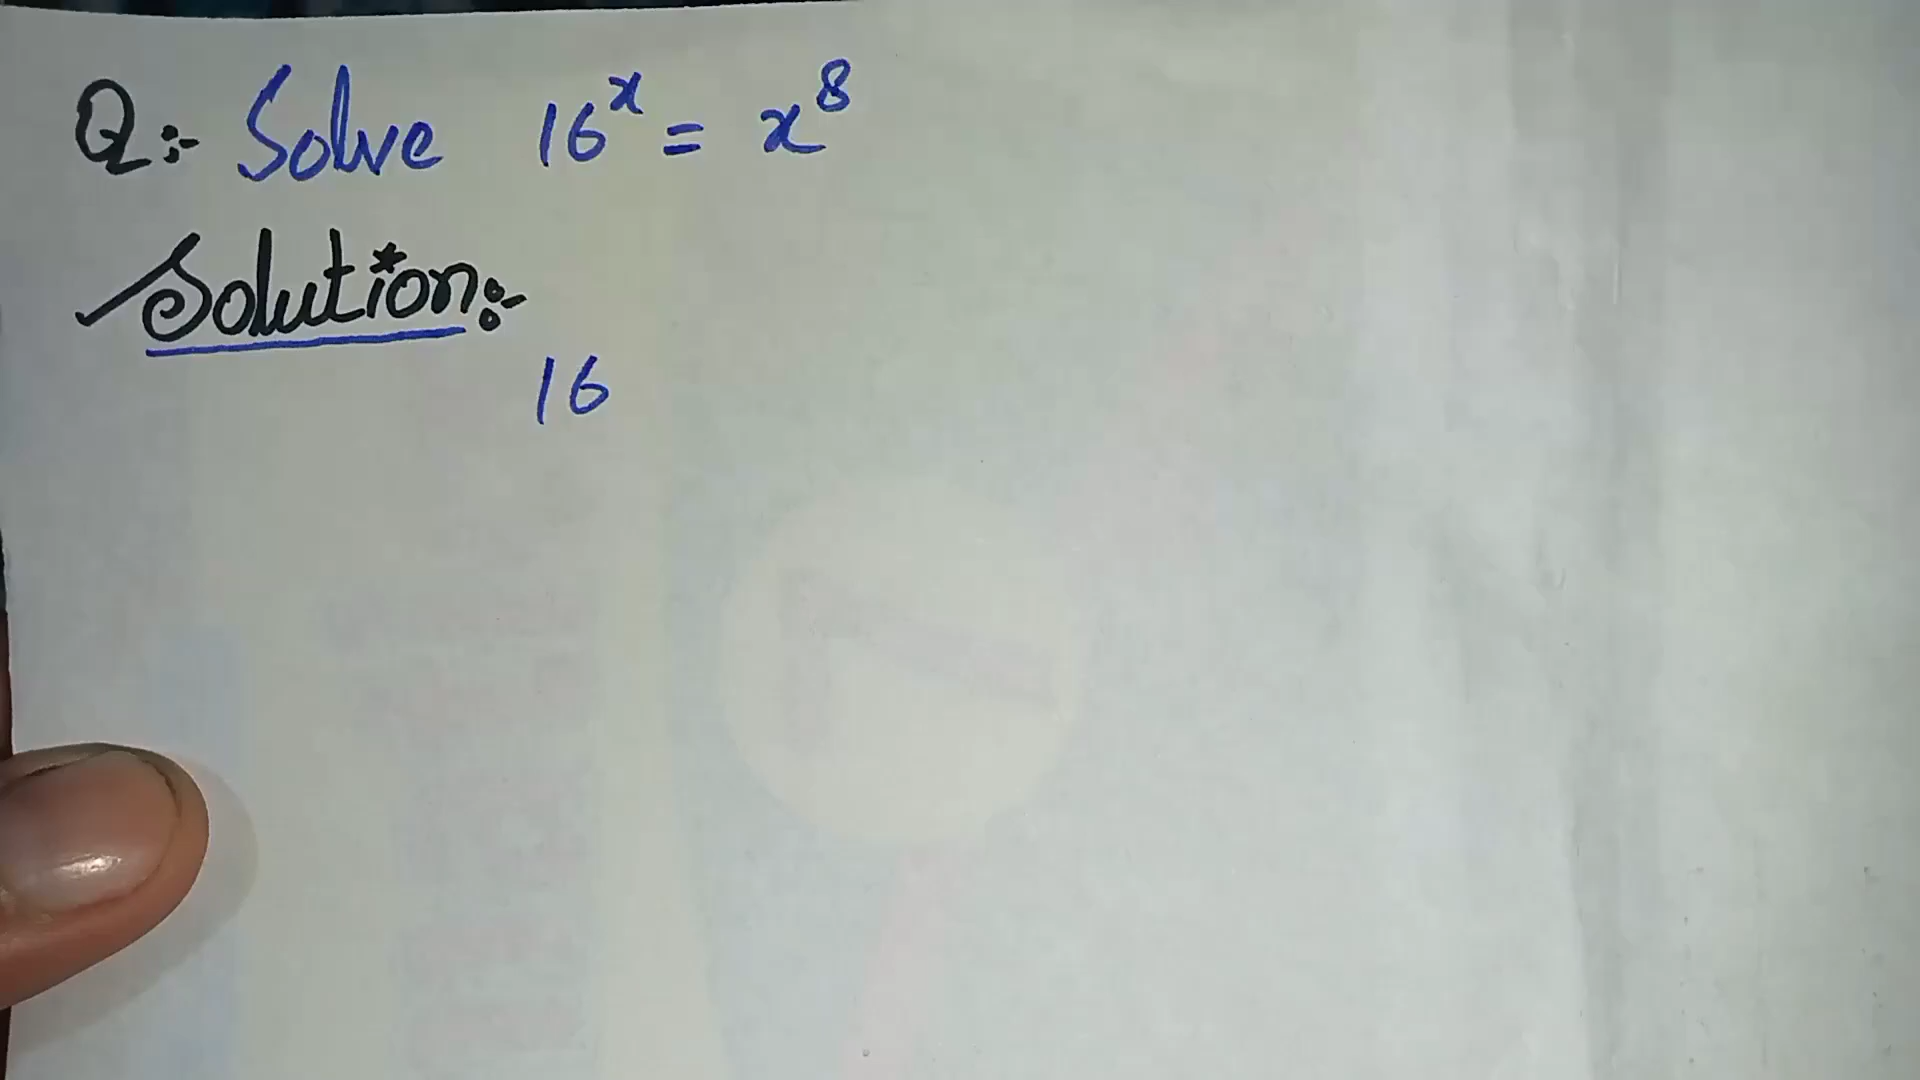 Q:- Solve 16^x = x^8
Solution:-
16